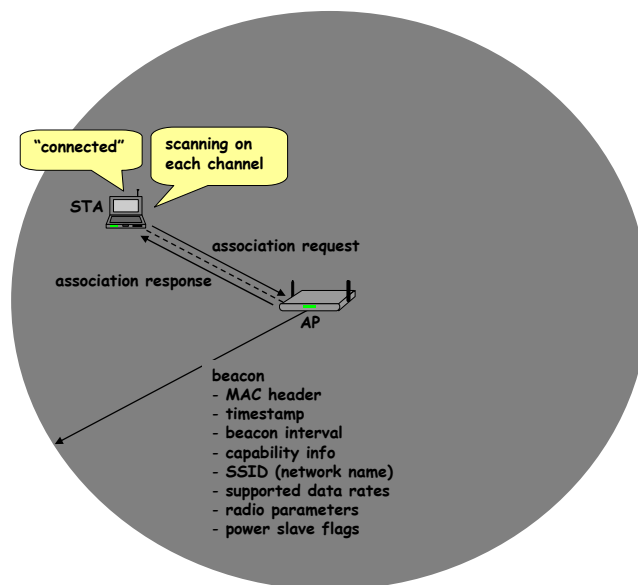 “connected”
scanning on
each channel
STA
association request
association response
AP
beacon
- MAC header
- timestamp
- beacon interval
- capability info
- SSID (network name)
- supported data rates
- radio parameters
- power slave flags